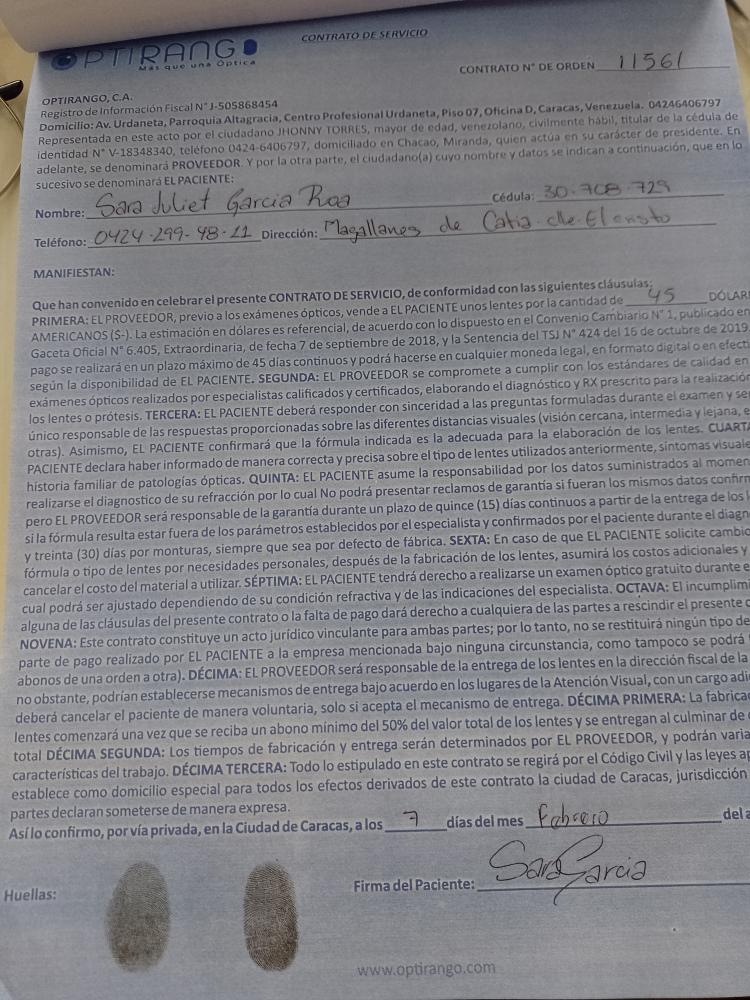 OPTIRANGO
Más que una Óptica
CONTRATO DE SERVICIO
CONTRATO N° DE ORDEN 11561
OPTIRANGO, C.A.
Registro de Información Fiscal N° J-505868454
Domicilio: Av. Urdaneta, Parroquia Altagracia, Centro Profesional Urdaneta, Piso 07, Oficina D, Caracas, Venezuela. 04246406797
Representada en este acto por el ciudadano JHONNY TORRES, mayor de edad, venezolano, civilmente hábil, titular de la cédula de
identidad N° V-18348340, teléfono 0424-6406797, domiciliado en Chacao, Miranda, quien actúa en su carácter de presidente. En
adelante, se denominará PROVEEDOR. Y por la otra parte, el ciudadano(a) cuyo nombre y datos se indican a continuación, que en lo
sucesivo se denominará EL PACIENTE:
Nombre: Sara Juliet Garcia Roa Cédula: 30.708.729
Teléfono: 0424-299-48-11 Dirección: Magallanes de Catia. clle. El cristo
MANIFIESTAN:
Que han convenido en celebrar el presente CONTRATO DE SERVICIO, de conformidad con las siguientes cláusulas:
PRIMERA: EL PROVEEDOR, previo a los exámenes ópticos, vende a EL PACIENTE unos lentes por la cantidad de 45 DÓLAR
AMERICANOS ($-). La estimación en dólares es referencial, de acuerdo con lo dispuesto en el Convenio Cambiario N° 1, publicado en
Gaceta Oficial N° 6.405, Extraordinaria, de fecha 7 de septiembre de 2018, y la Sentencia del TSJ N° 424 del 16 de octubre de 2019.
pago se realizará en un plazo máximo de 45 días continuos y podrá hacerse en cualquier moneda legal, en formato digital o en efecti
según la disponibilidad de EL PACIENTE. SEGUNDA: EL PROVEEDOR se compromete a cumplir con los estándares de calidad en
exámenes ópticos realizados por especialistas calificados y certificados, elaborando el diagnóstico y RX prescrito para la realización
los lentes o prótesis. TERCERA: EL PACIENTE deberá responder con sinceridad a las preguntas formuladas durante el examen y se
único responsable de las respuestas proporcionadas sobre las diferentes distancias visuales (visión cercana, intermedia y lejana, e
otras). Asimismo, EL PACIENTE confirmará que la fórmula indicada es la adecuada para la elaboración de los lentes. CUARTA
PACIENTE declara haber informado de manera correcta y precisa sobre el tipo de lentes utilizados anteriormente, síntomas visuale
historia familiar de patologías ópticas. QUINTA: EL PACIENTE asume la responsabilidad por los datos suministrados al momen
realizarse el diagnostico de su refracción por lo cual No podrá presentar reclamos de garantía si fueran los mismos datos confirm
pero EL PROVEEDOR será responsable de la garantía durante un plazo de quince (15) días continuos a partir de la entrega de los l
si la fórmula resulta estar fuera de los parámetros establecidos por el especialista y confirmados por el paciente durante el diagn
y treinta (30) días por monturas, siempre que sea por defecto de fábrica. SEXTA: En caso de que EL PACIENTE solicite cambio
fórmula o tipo de lentes por necesidades personales, después de la fabricación de los lentes, asumirá los costos adicionales y
cancelar el costo del material a utilizar. SÉPTIMA: EL PACIENTE tendrá derecho a realizarse un examen óptico gratuito durante e
cual podrá ser ajustado dependiendo de su condición refractiva y de las indicaciones del especialista. OCTAVA: El incumplimi
alguna de las cláusulas del presente contrato o la falta de pago dará derecho a cualquiera de las partes a rescindir el presente c
NOVENA: Este contrato constituye un acto jurídico vinculante para ambas partes; por lo tanto, no se restituirá ningún tipo de
parte de pago realizado por EL PACIENTE a la empresa mencionada bajo ninguna circunstancia, como tampoco se podrá
abonos de una orden a otra). DÉCIMA: EL PROVEEDOR será responsable de la entrega de los lentes en la dirección fiscal de la
no obstante, podrían establecerse mecanismos de entrega bajo acuerdo en los lugares de la Atención Visual, con un cargo adi
deberá cancelar el paciente de manera voluntaria, solo si acepta el mecanismo de entrega. DÉCIMA PRIMERA: La fabrica
lentes comenzará una vez que se reciba un abono mínimo del 50% del valor total de los lentes y se entregan al culminar de
total DÉCIMA SEGUNDA: Los tiempos de fabricación y entrega serán determinados por EL PROVEEDOR, y podrán varia
características del trabajo. DÉCIMA TERCERA: Todo lo estipulado en este contrato se regirá por el Código Civil y las leyes ap
establece como domicilio especial para todos los efectos derivados de este contrato la ciudad de Caracas, jurisdicción
partes declaran someterse de manera expresa.
Así lo confirmo, por vía privada, en la Ciudad de Caracas, a los 7 días del mes Febrero del a
Huellas:
Firma del Paciente: Sara Garcia
www.optirango.com